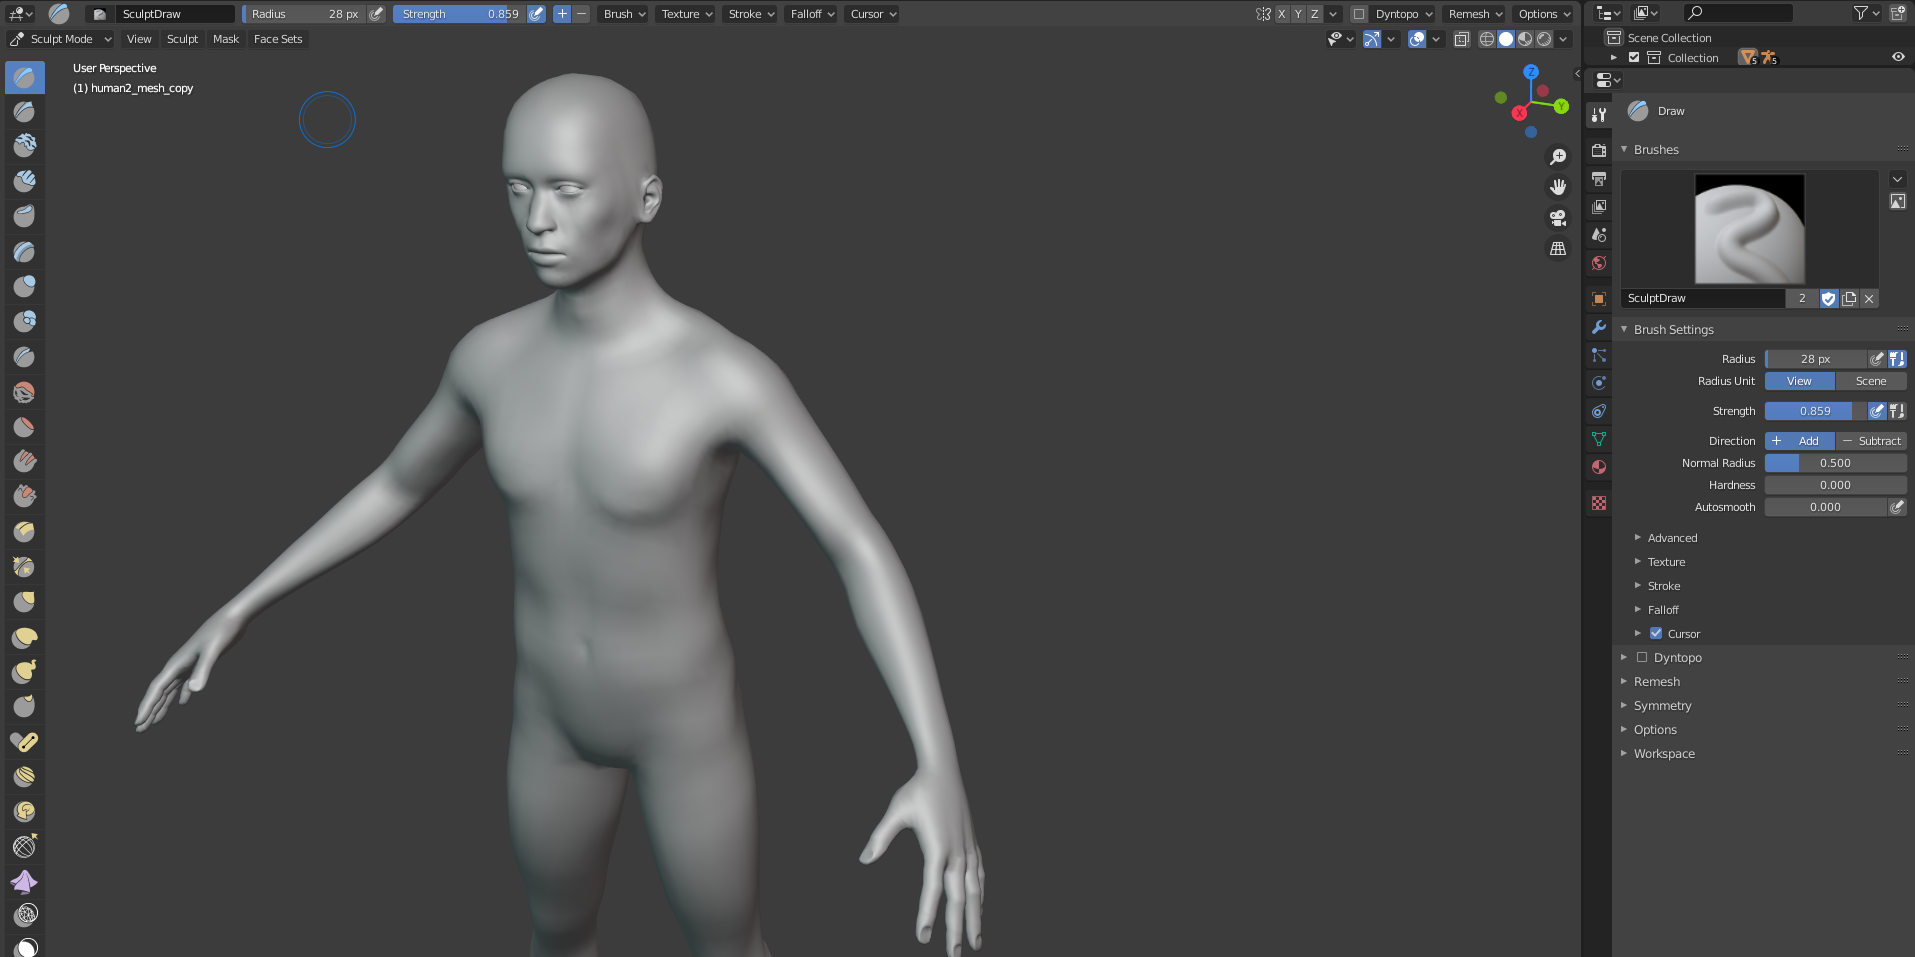 SculptDraw Radius 28 px Strength 0.859 Brush Texture Stroke Falloff Cursor X Y Z Dyntopo Remesh Options
Sculpt Mode View Sculpt Mask Face Sets
User Perspective
(1) human2_mesh_copy
Z
Y
X
Scene Collection
Collection 5 5
Draw
Brushes
SculptDraw 2
Brush Settings
Radius 28 px
Radius Unit View Scene
Strength 0.859
Direction + Add − Subtract
Normal Radius 0.500
Hardness 0.000
Autosmooth 0.000
Advanced
Texture
Stroke
Falloff
Cursor
Dyntopo
Remesh
Symmetry
Options
Workspace